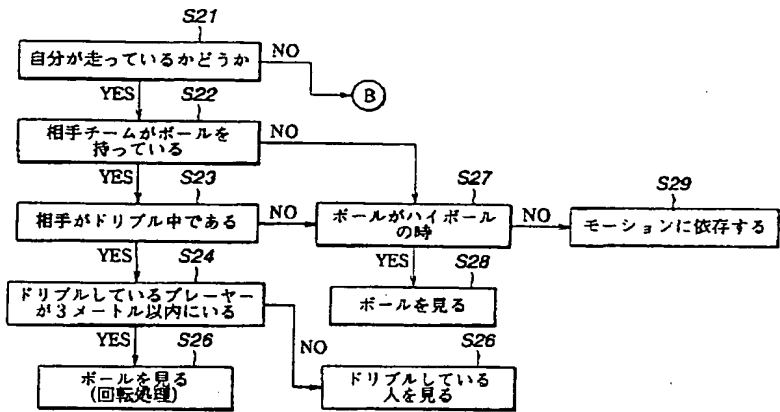 S21
自分が走っているかどうか
NO
B
YES
S22
相手チームがボールを
持っている
NO
YES
S23
相手がドリブル中である
NO
S27
ボールがハイボール
の時
NO
S29
モーションに依存する
YES
S24
YES
S28
ドリブルしているプレーヤー
が3メートル以内にいる
ボールを見る
YES
S26
NO
S26
ボールを見る
(回転処理)
ドリブルしている
人を見る